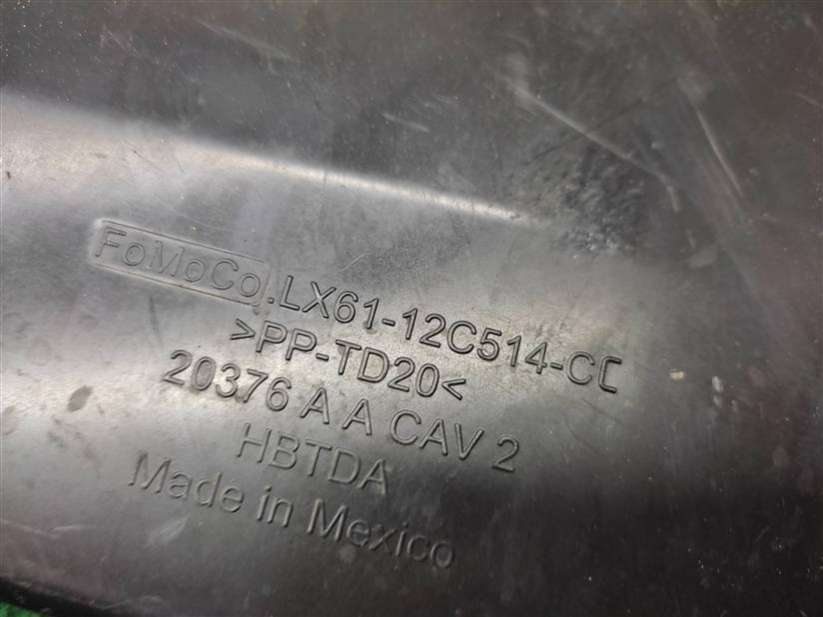 FoMoCo.LX61-12C514-C
>PP-TD20<
20376 A A CAV 2
HBTDA
Made in Mexico